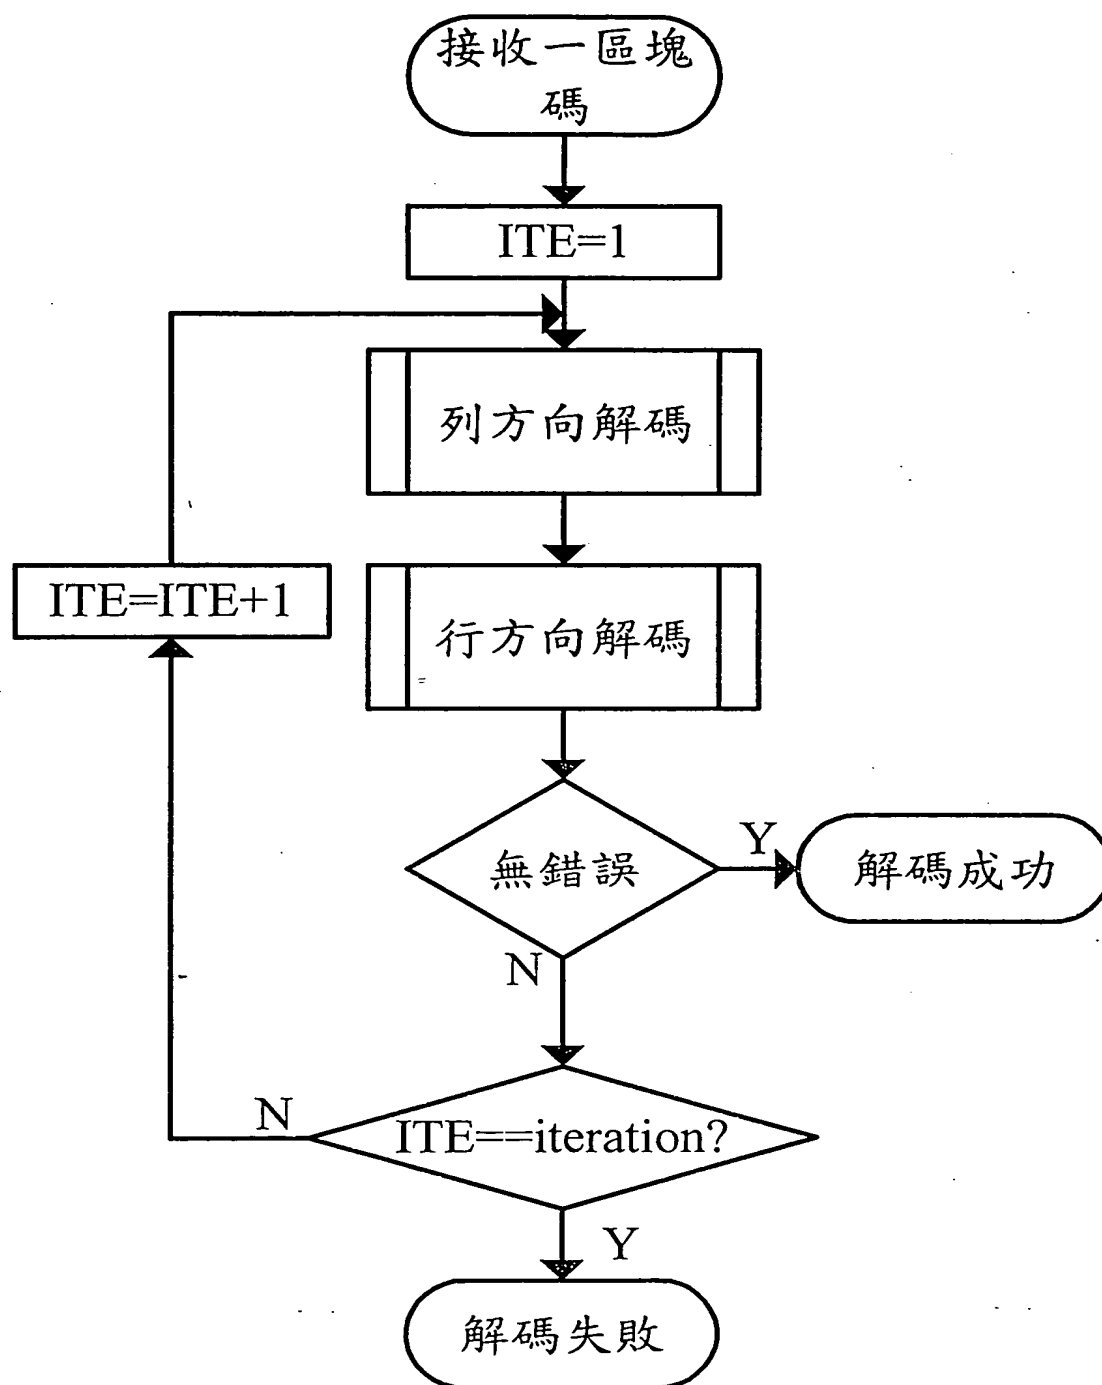 接收一區塊
碼
ITE=1
列方向解碼
ITE=ITE+1
行方向解碼
無錯誤
Y
解碼成功
N
ITE==iteration?
N
Y
解碼失敗